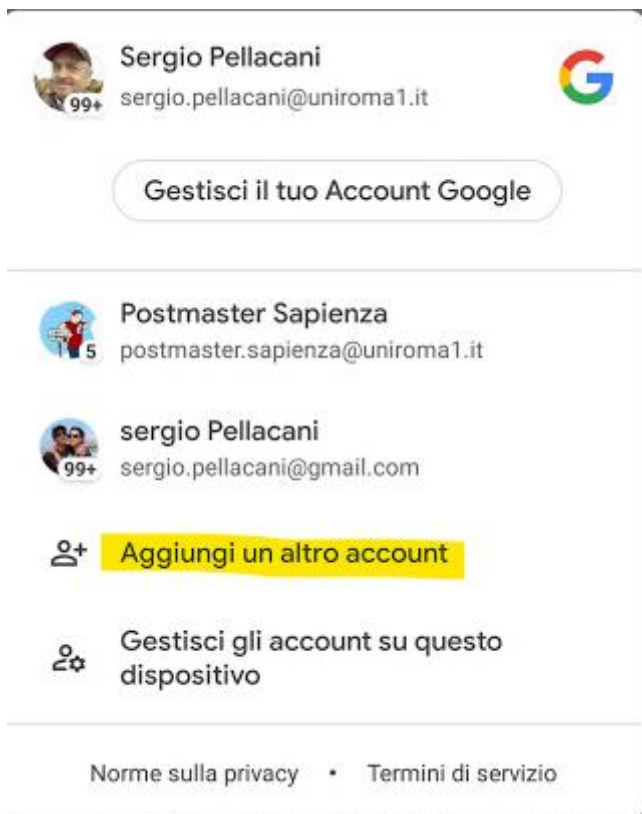 Sergio Pellacani
99+ sergio.pellacani@uniroma1.it
Gestisci il tuo Account Google
Postmaster Sapienza
5 postmaster.sapienza@uniroma1.it
sergio Pellacani
99+ sergio.pellacani@gmail.com
Aggiungi un altro account
Gestisci gli account su questo
dispositivo
Norme sulla privacy • Termini di servizio